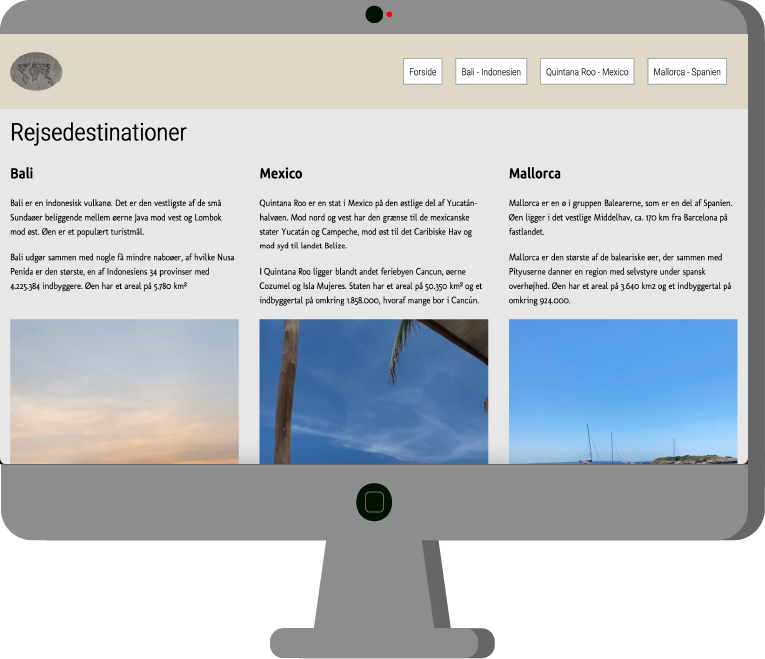 Forside
Bali - Indonesien
Quintana Roo - Mexico
Mallorca - Spanien
Rejsedestinationer
Bali
Bali er en indonesisk vulkanø. Det er den vestligste af de små
Sundaøer beliggende mellem øerne Java mod vest og Lombok
mod øst. Øen er et populært turistmål.
Bali udgør sammen med nogle få mindre naboøer, af hvilke Nusa
Penida er den største, en af Indonesiens 34 provinser med
4.225.384 indbyggere. Øen har et areal på 5.780 km²
Mexico
Quintana Roo er en stat i Mexico på den østlige del af Yucatán-
halvøen. Mod nord og vest har den grænse til de mexicanske
stater Yucatán og Campeche, mod øst til det Caribiske Hav og
mod syd til landet Belize.
I Quintana Roo ligger blandt andet feriebyen Cancun, øerne
Cozumel og Isla Mujeres. Staten har et areal på 50.350 km² og et
indbyggertal på omkring 1.858.000, hvoraf mange bor i Cancún.
Mallorca
Mallorca er en ø i gruppen Balearerne, som er en del af Spanien.
Øen ligger i det vestlige Middelhav, ca. 170 km fra Barcelona på
fastlandet.
Mallorca er den største af de baleariske øer, der sammen med
Pityuserne danner en region med selvstyre under spansk
overhøjhed. Øen har et areal på 3.640 km2 og et indbyggertal på
omkring 924.000.